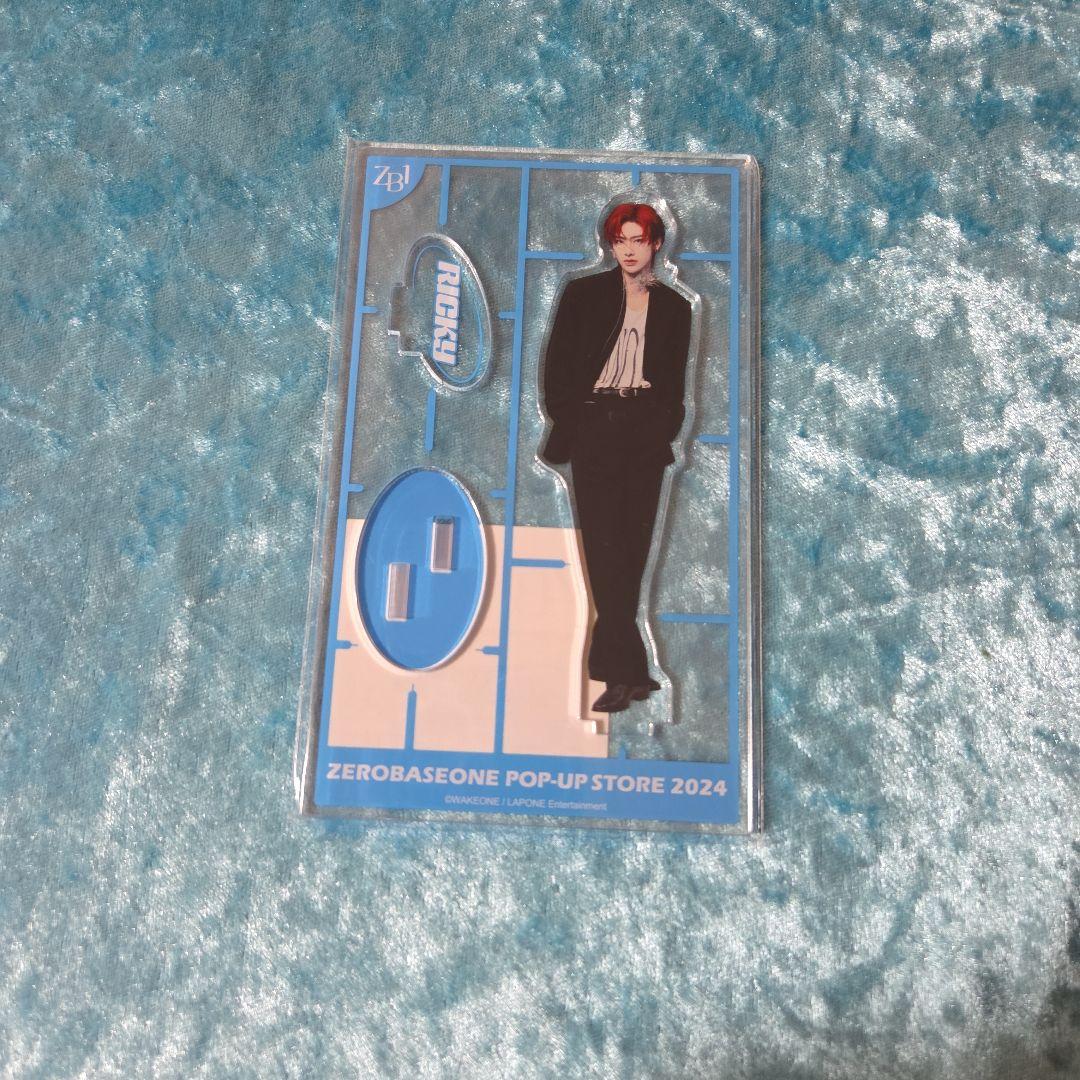 ZB1
RICKY
ZEROBASEONE POP-UP STORE 2024
©WAKEONE / LAPONE Entertainment